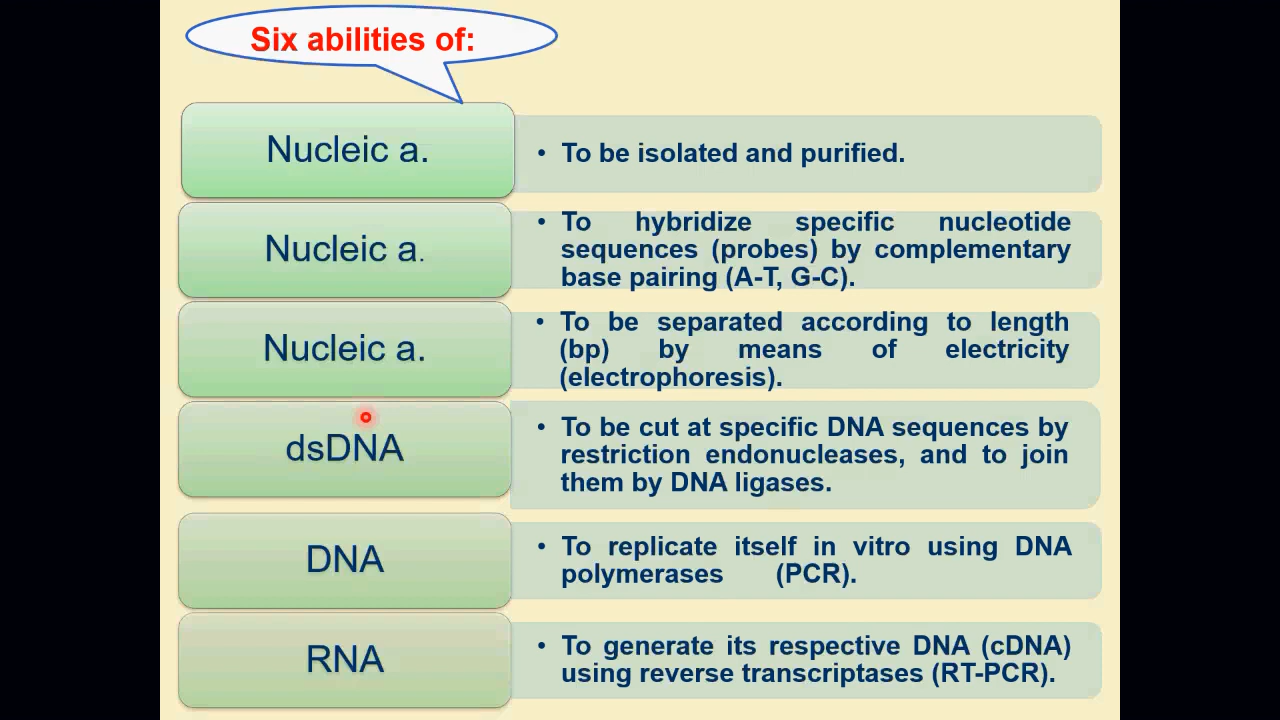 Six abilities of:
Nucleic a.
• To be isolated and purified.
Nucleic a.
• To hybridize specific nucleotide
sequences (probes) by complementary
base pairing (A-T, G-C).
Nucleic a.
• To be separated according to length
(bp) by means of electricity
(electrophoresis).
dsDNA
• To be cut at specific DNA sequences by
restriction endonucleases, and to join
them by DNA ligases.
DNA
• To replicate itself in vitro using DNA
polymerases (PCR).
RNA
• To generate its respective DNA (cDNA)
using reverse transcriptases (RT-PCR).